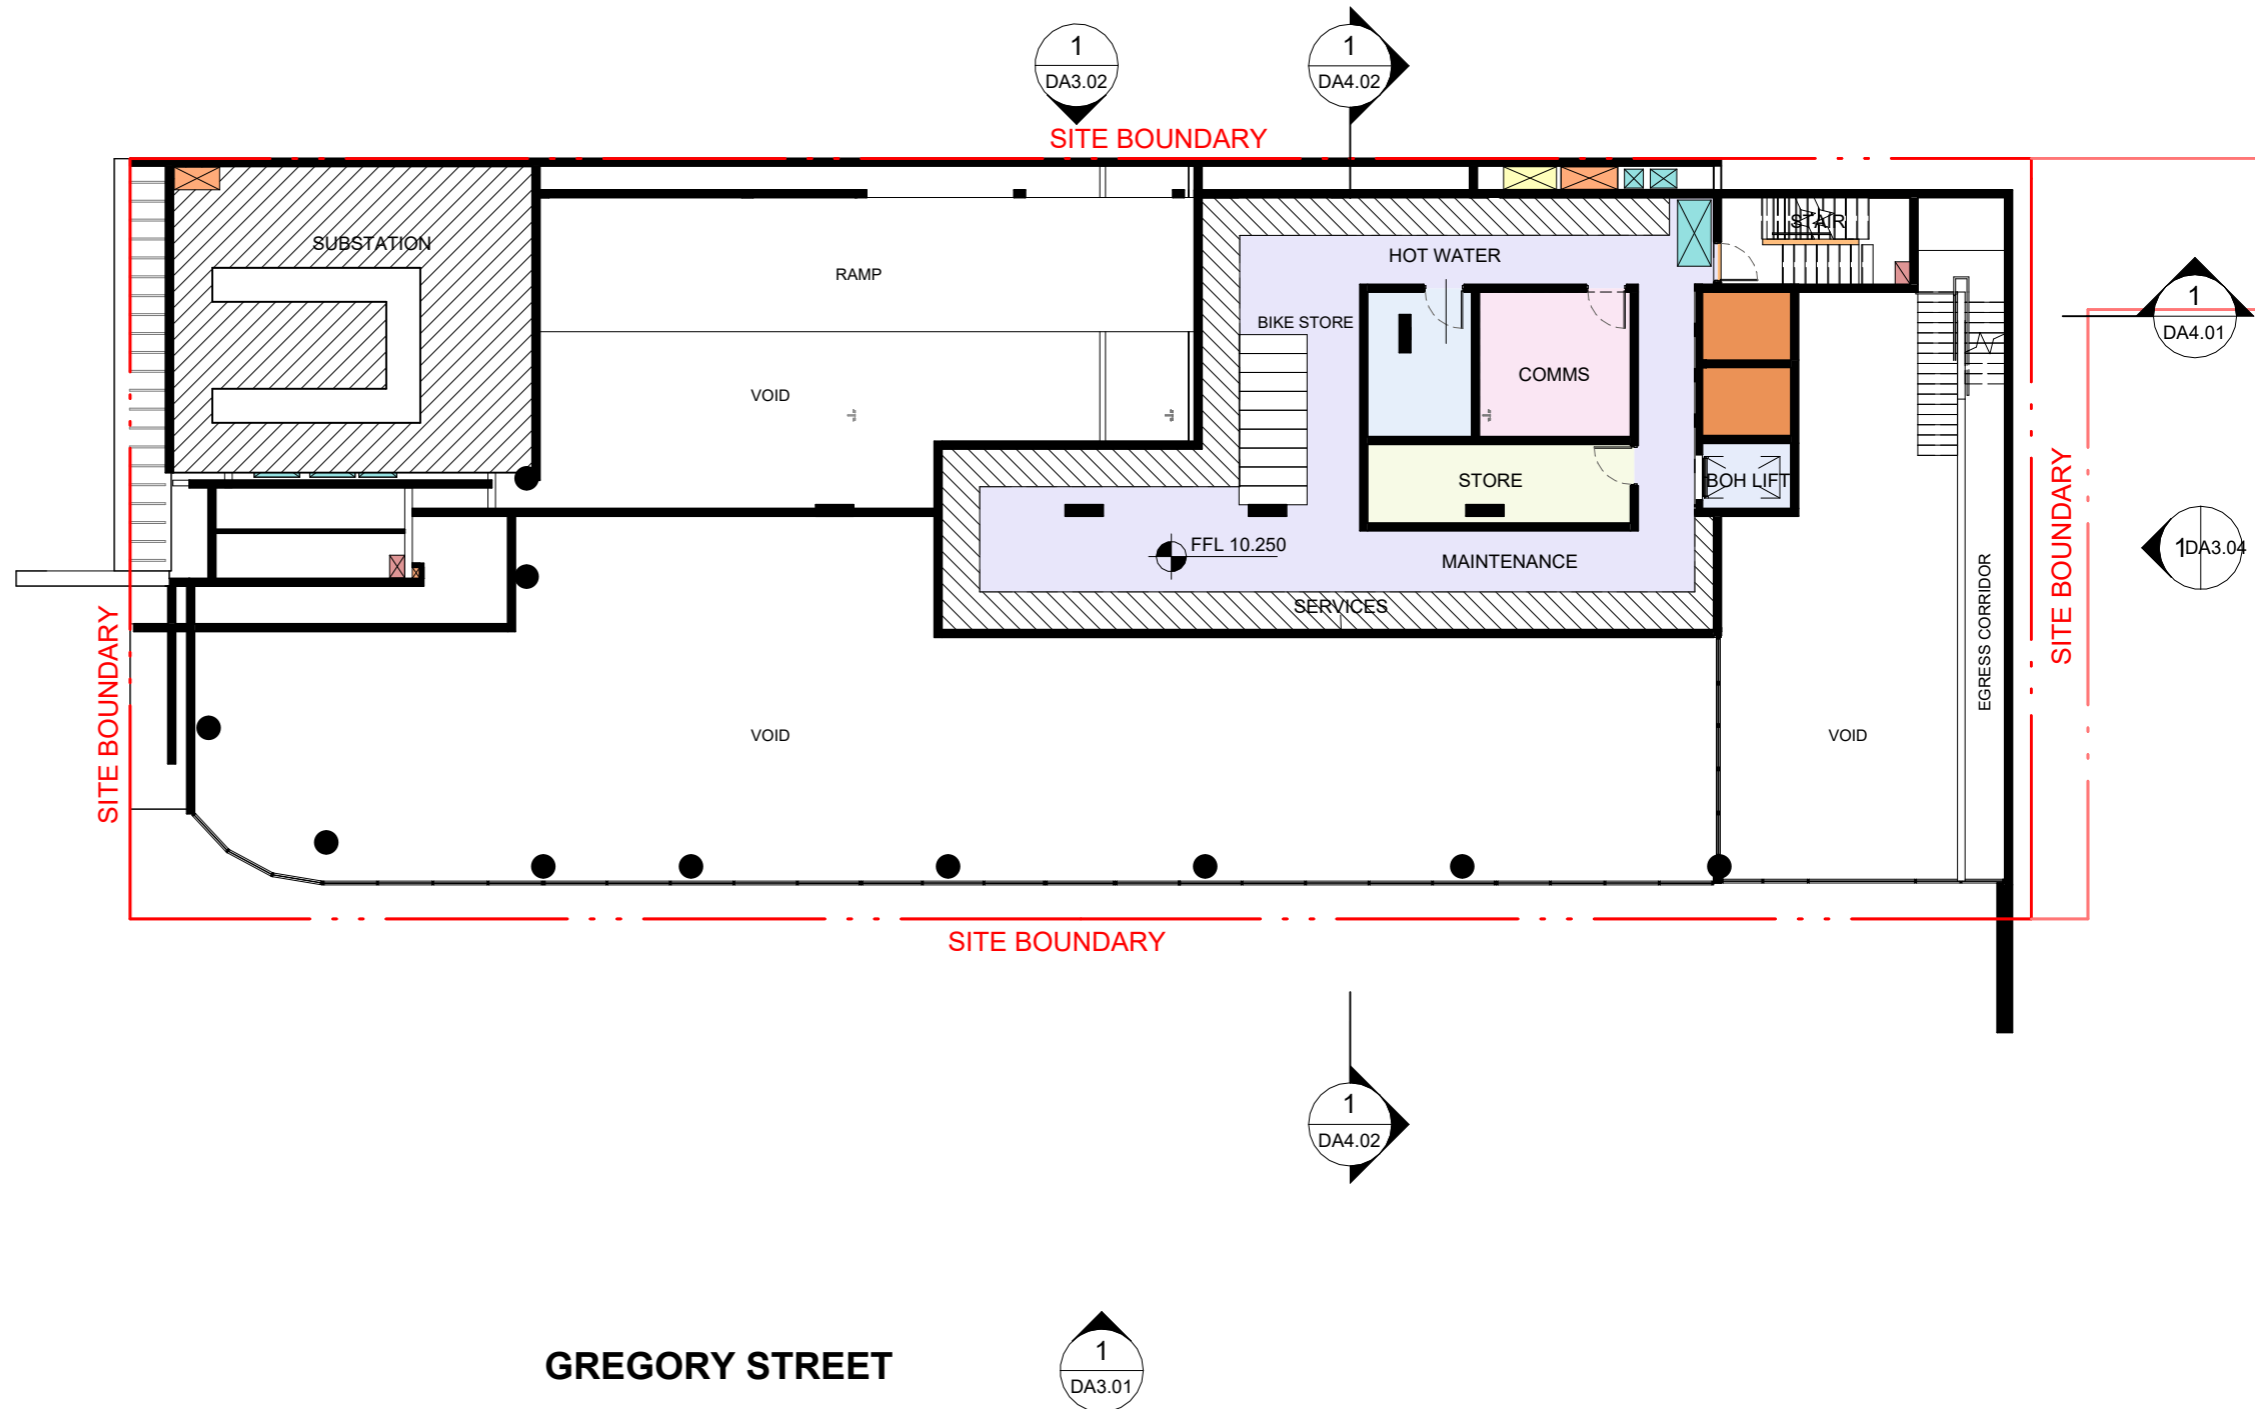 1
DA3.02
1
DA4.02
SITE BOUNDARY
STAIR
SUBSTATION
HOT WATER
RAMP
1
DA4.01
BIKE STORE
COMMS
VOID
STORE
BOH LIFT
FFL 10.250
1
DA3.04
MAINTENANCE
SERVICES
EGRESS CORRIDOR
SITE BOUNDARY
SITE BOUNDARY
VOID
VOID
SITE BOUNDARY
1
DA4.02
GREGORY STREET
1
DA3.01